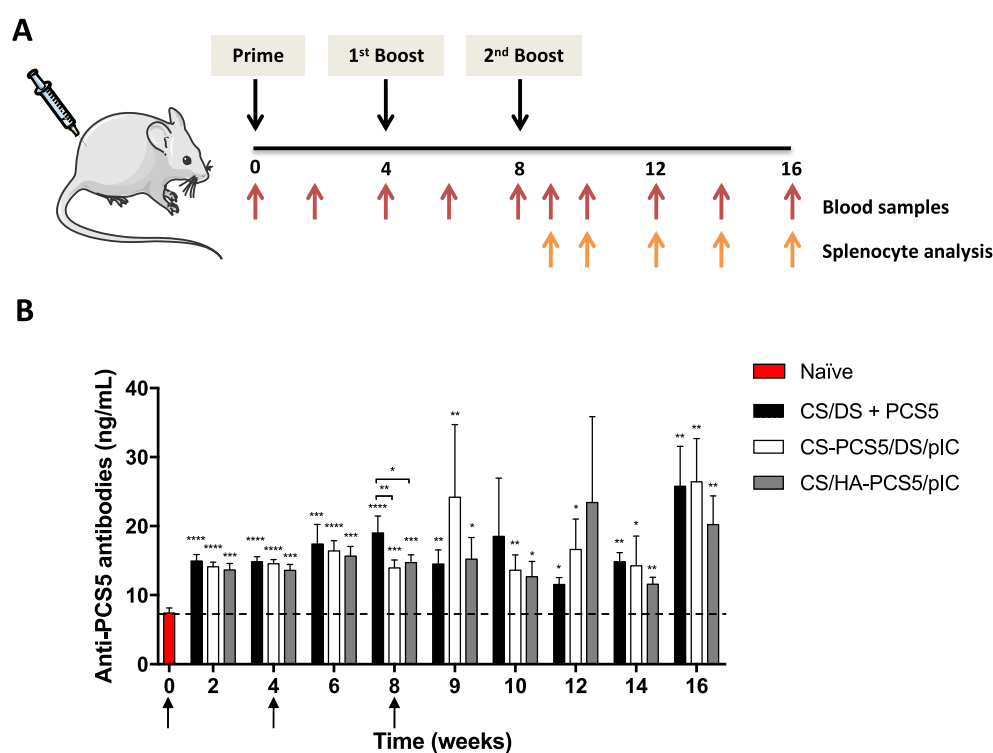 A
Prime
1st Boost
2nd Boost
0
4
8
12
16
Blood samples
Splenocyte analysis
B
Anti-PCS5 antibodies (ng/mL)
40
30
20
10
0
**** **** ***
**** **** ***
*** **** ***
**** *** ***
**
*
** ** *
** *
* *
** * **
** ** **
0 2 4 6 8 9 10 12 14 16
Time (weeks)
Naïve
CS/DS + PCS5
CS-PCS5/DS/pIC
CS/HA-PCS5/pIC